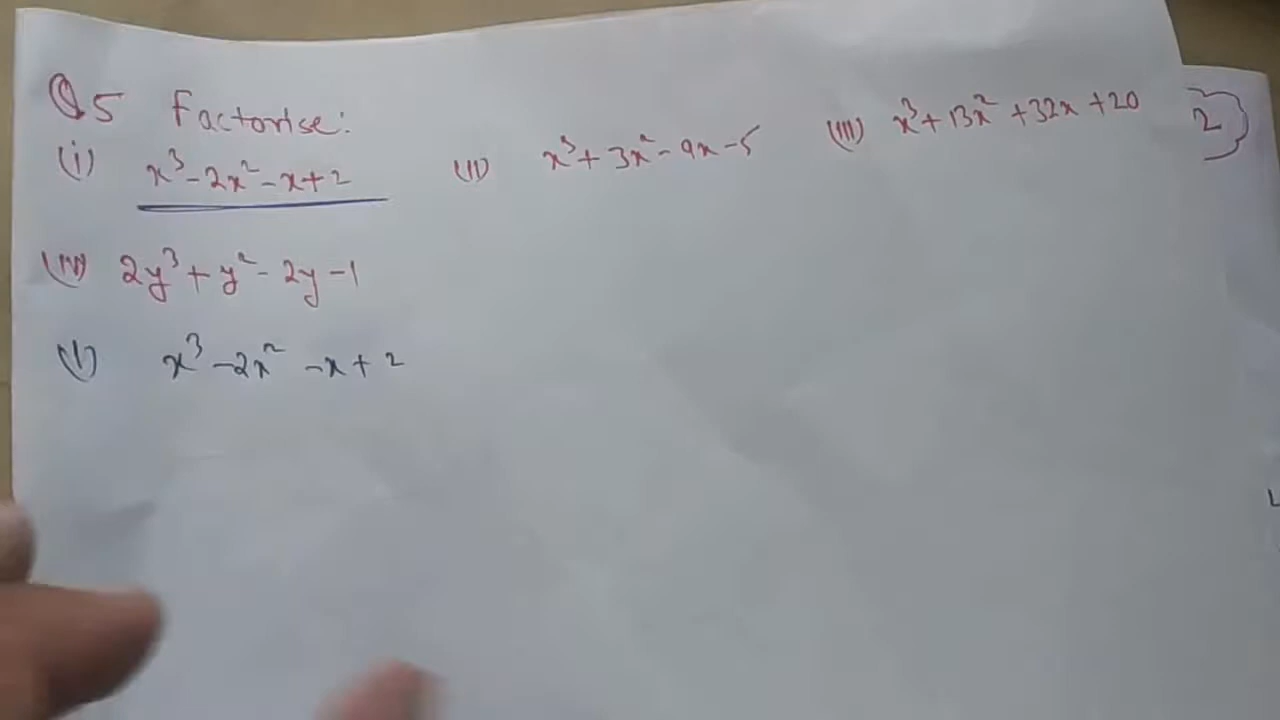 Q5 Factorise:
(i) x³-2x²-x+2 (ii) x³+3x²-9x-5 (iii) x³+13x²+32x+20 2}
(iv) 2y³+y²-2y-1
(i) x³-2x²-x+2